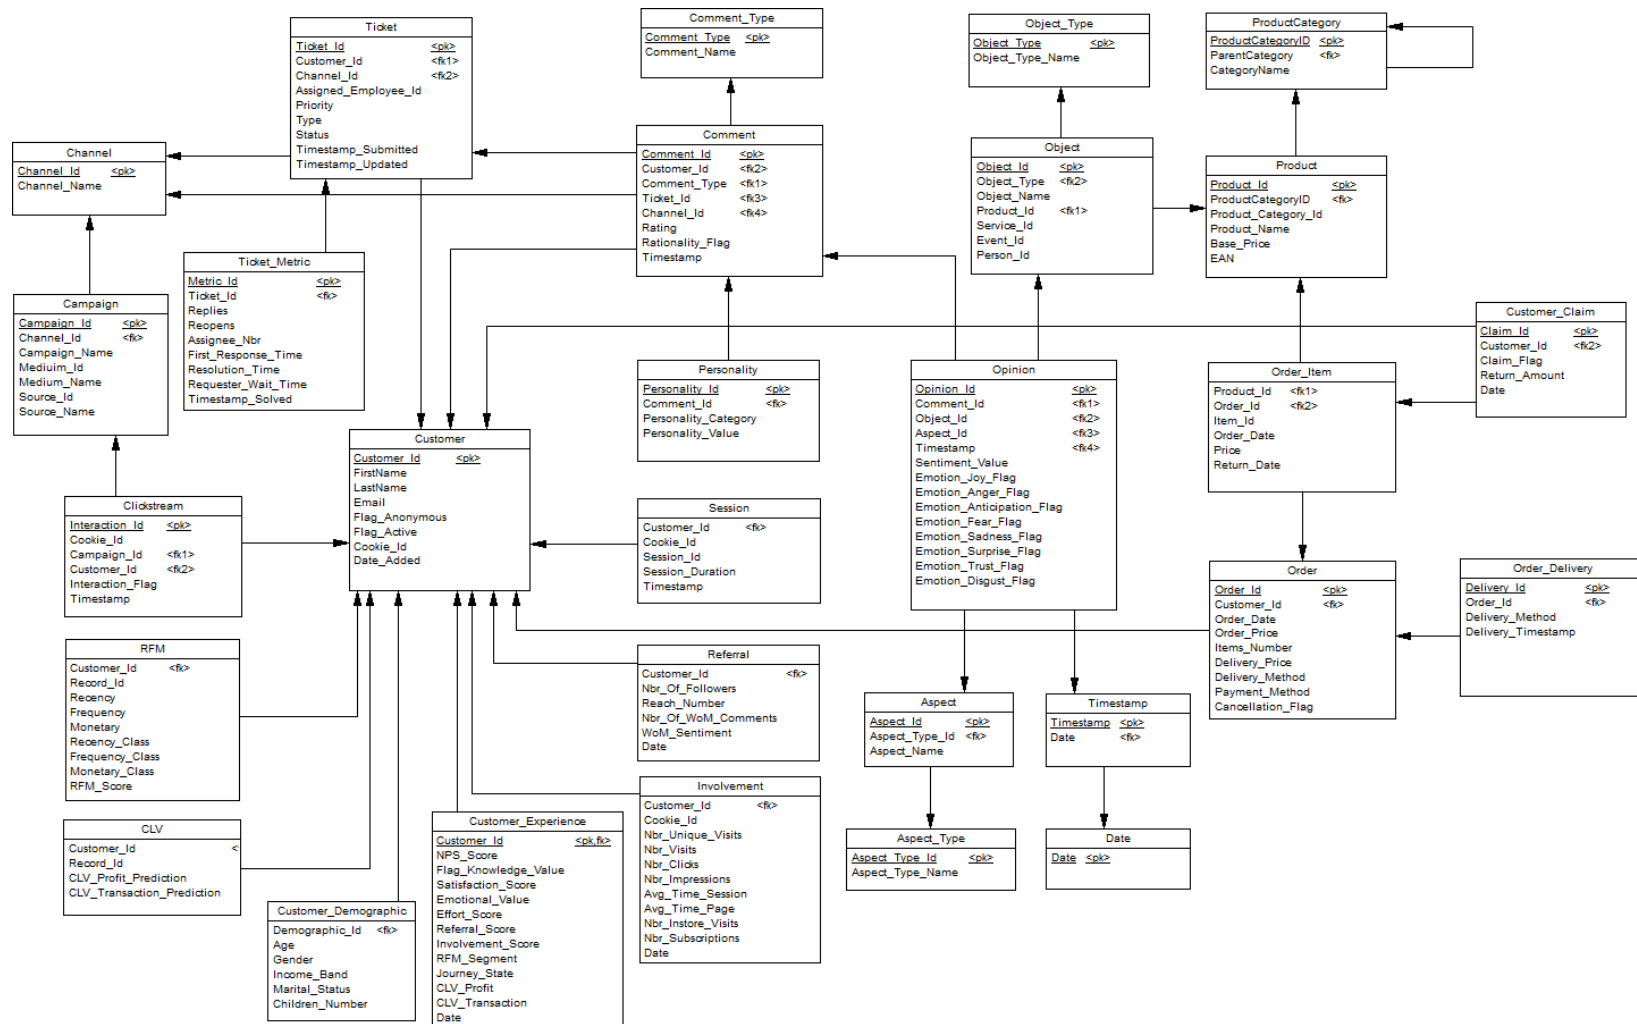 Ticket
Ticket_Id <pk>
Customer_Id <fk1>
Channel_Id <fk2>
Assigned_Employee_Id
Priority
Type
Status
Timestamp_Submitted
Timestamp_Updated
Comment_Type
Comment_Type <pk>
Comment_Name
Object_Type
Object_Type <pk>
Object_Type_Name
ProductCategory
ProductCategoryID <pk>
ParentCategory <fk>
CategoryName
Channel
Channel_Id <pk>
Channel_Name
Comment
Comment_Id <pk>
Customer_Id <fk2>
Comment_Type <fk1>
Ticket_Id <fk3>
Channel_Id <fk4>
Rating
Rationality_Flag
Timestamp
Object
Object_Id <pk>
Object_Type <fk2>
Object_Name
Product_Id <fk1>
Service_Id
Event_Id
Person_Id
Product
Product_Id <pk>
ProductCategoryID <fk>
Product_Category_Id
Product_Name
Base_Price
EAN
Ticket_Metric
Metric_Id <pk>
Ticket_Id <fk>
Replies
Reopens
Assignee_Nbr
First_Response_Time
Resolution_Time
Requester_Wait_Time
Timestamp_Solved
Campaign
Campaign_Id <pk>
Channel_Id <fk>
Campaign_Name
Mediuim_Id
Medium_Name
Source_Id
Source_Name
Customer_Claim
Claim_Id <pk>
Customer_Id <fk2>
Claim_Flag
Return_Amount
Date
Personality
Personality_Id <pk>
Comment_Id <fk>
Personality_Category
Personality_Value
Opinion
Opinion_Id <pk>
Comment_Id <fk1>
Object_Id <fk2>
Aspect_Id <fk3>
Timestamp <fk4>
Sentiment_Value
Emotion_Joy_Flag
Emotion_Anger_Flag
Emotion_Anticipation_Flag
Emotion_Fear_Flag
Emotion_Sadness_Flag
Emotion_Surprise_Flag
Emotion_Trust_Flag
Emotion_Disgust_Flag
Order_Item
Product_Id <fk1>
Order_Id <fk2>
Item_Id
Order_Date
Price
Return_Date
Customer
Customer_Id <pk>
FirstName
LastName
Email
Flag_Anonymous
Flag_Active
Cookie_Id
Date_Added
Clickstream
Interaction_Id <pk>
Cookie_Id
Campaign_Id <fk1>
Customer_Id <fk2>
Interaction_Flag
Timestamp
Session
Customer_Id <fk>
Cookie_Id
Session_Id
Session_Duration
Timestamp
Order
Order_Id <pk>
Customer_Id <fk>
Order_Date
Order_Price
Items_Number
Delivery_Price
Delivery_Method
Payment_Method
Cancellation_Flag
Order_Delivery
Delivery_Id <pk>
Order_Id <fk>
Delivery_Method
Delivery_Timestamp
RFM
Customer_Id <fk>
Record_Id
Recency
Frequency
Monetary
Recency_Class
Frequency_Class
Monetary_Class
RFM_Score
Referral
Customer_Id <fk>
Nbr_Of_Followers
Reach_Number
Nbr_Of_WoM_Comments
WoM_Sentiment
Date
Aspect
Aspect_Id <pk>
Aspect_Type_Id <fk>
Aspect_Name
Timestamp
Timestamp <pk>
Date <fk>
Involvement
Customer_Id <fk>
Cookie_Id
Nbr_Unique_Visits
Nbr_Visits
Nbr_Clicks
Nbr_Impressions
Avg_Time_Session
Avg_Time_Page
Nbr_Instore_Visits
Nbr_Subscriptions
Date
CLV
Customer_Id <
Record_Id
CLV_Profit_Prediction
CLV_Transaction_Prediction
Customer_Experience
Customer_Id <pk,fk>
NPS_Score
Flag_Knowledge_Value
Satisfaction_Score
Emotional_Value
Effort_Score
Referral_Score
Involvement_Score
RFM_Segment
Journey_State
CLV_Profit
CLV_Transaction
Date
Aspect_Type
Aspect_Type_Id <pk>
Aspect_Type_Name
Date
Date <pk>
Customer_Demographic
Demographic_Id <fk>
Age
Gender
Income_Band
Marital_Status
Children_Number